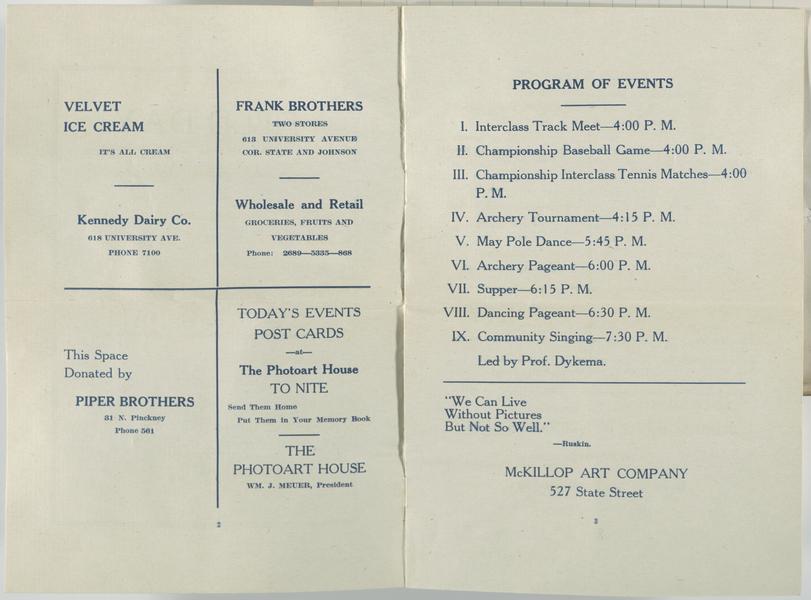 VELVET
ICE CREAM
IT'S ALL CREAM
Kennedy Dairy Co.
618 UNIVERSITY AVE.
PHONE 7100
FRANK BROTHERS
TWO STORES
613 UNIVERSITY AVENUE
COR. STATE AND JOHNSON
Wholesale and Retail
GROCERIES, FRUITS AND
VEGETABLES
Phone: 2689—5335—868
This Space
Donated by
PIPER BROTHERS
31 N. Pinckney
Phone 561
TODAY'S EVENTS
POST CARDS
—at—
The Photoart House
TO NITE
Send Them Home
Put Them in Your Memory Book
THE
PHOTOART HOUSE
WM. J. MEUER, President
2
PROGRAM OF EVENTS
I. Interclass Track Meet—4:00 P. M.
II. Championship Baseball Game—4:00 P. M.
III. Championship Interclass Tennis Matches—4:00
P. M.
IV. Archery Tournament—4:15 P. M.
V. May Pole Dance—5:45 P. M.
VI. Archery Pageant—6:00 P. M.
VII. Supper—6:15 P. M.
VIII. Dancing Pageant—6:30 P. M.
IX. Community Singing—7:30 P. M.
Led by Prof. Dykema.
"We Can Live
Without Pictures
But Not So Well."
—Ruskin.
McKILLOP ART COMPANY
527 State Street
3